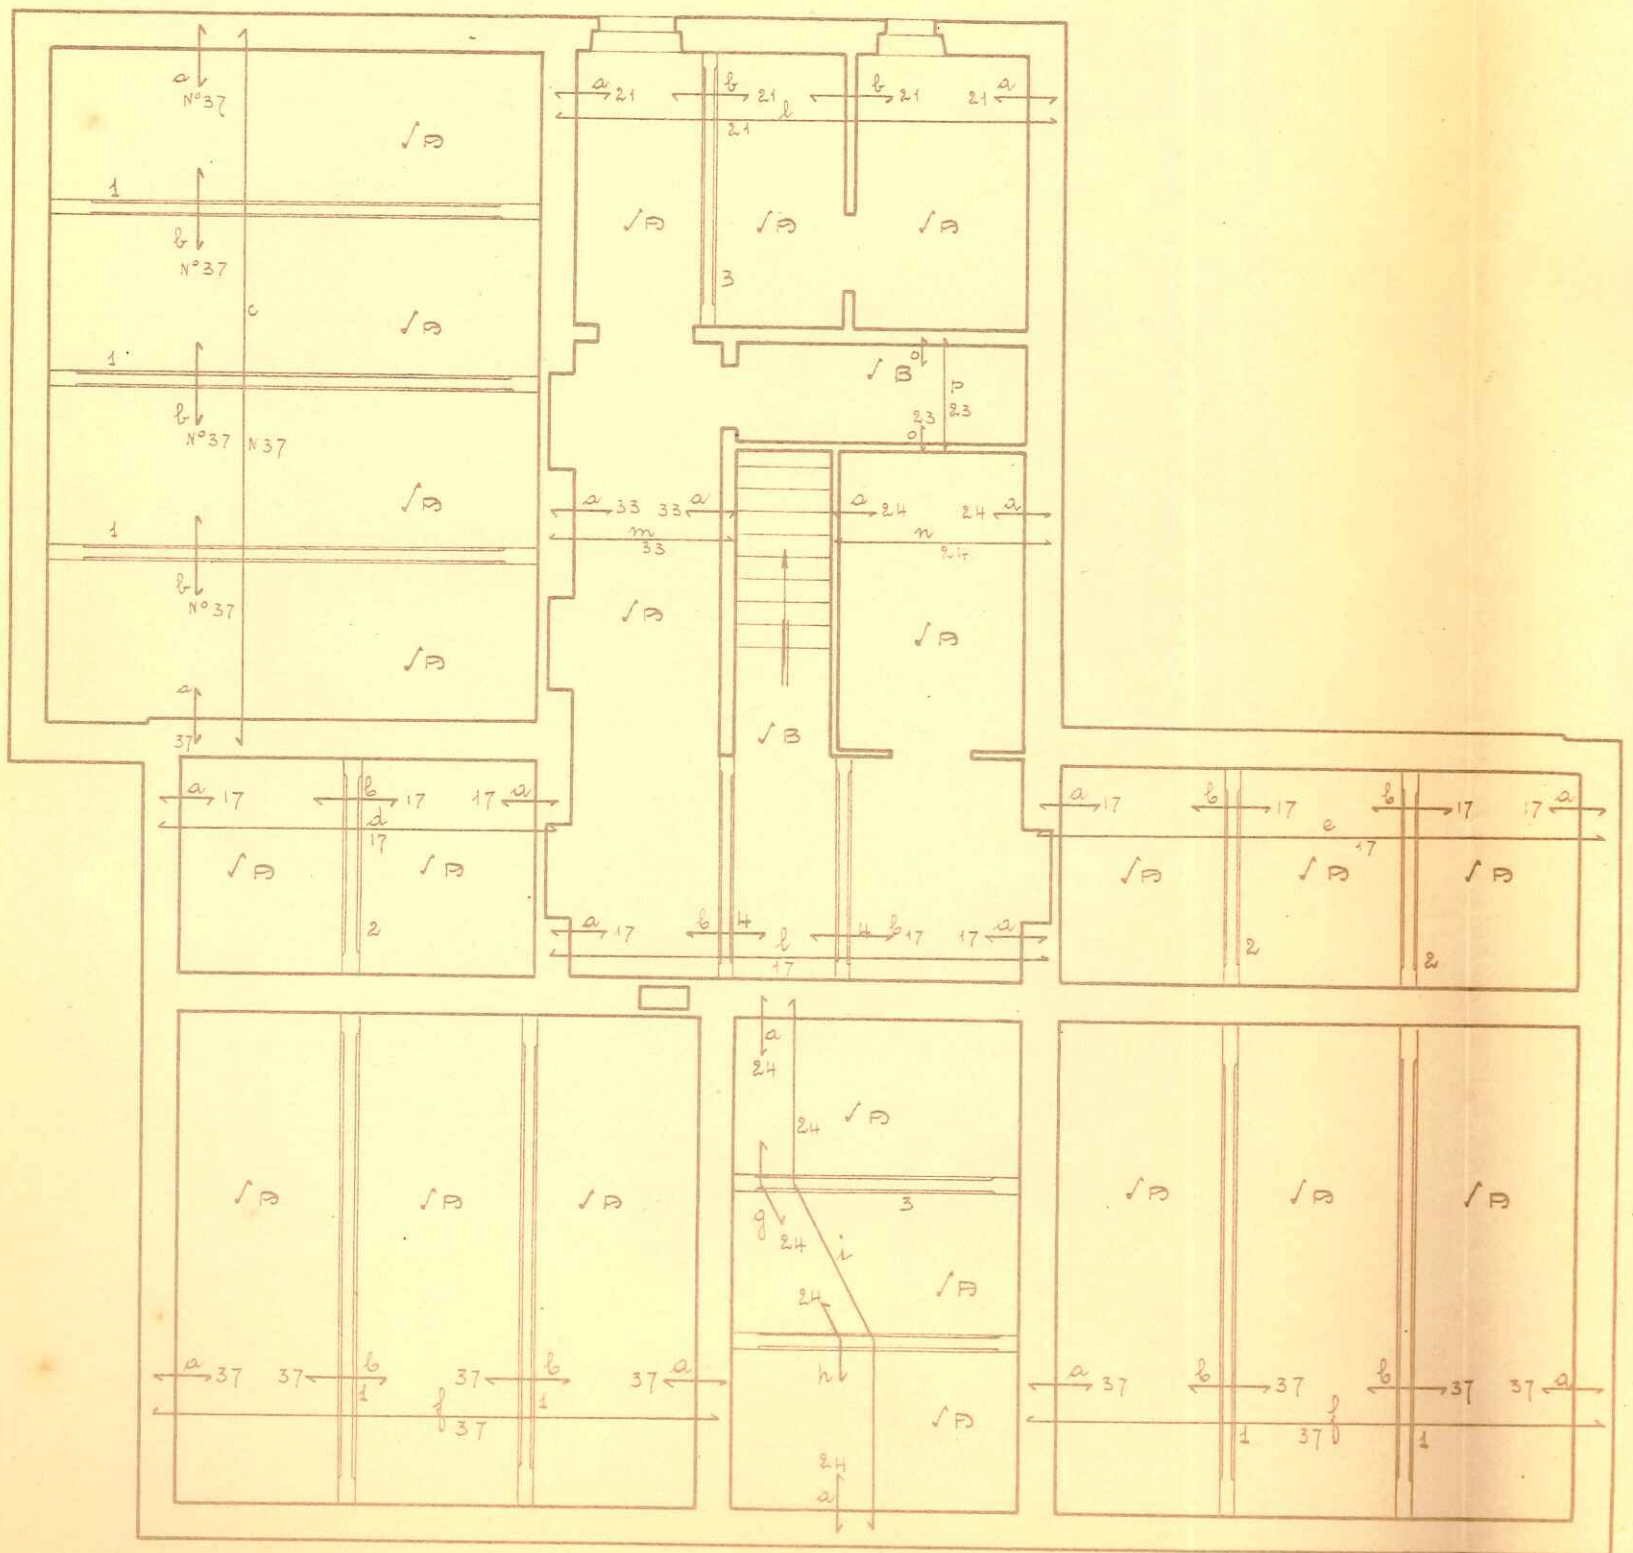 a
N° 37
√A
1
b
N° 37
c
√A
1
b
N° 37
N 37
√A
1
b
N° 37
√A
a
37
a 21 b 21 b 21 21 a
l
21
√A √A √A
3
√B
o
P
23 23
o
a 33 33 a a 24 24 a
m n
33 24
√A √A
√B
a 17 b 17 17 a
d
17
√A √A
2
a 17 b 17 b 17 17 a
e
17
√A √A √A
2 2
a 17 b 4 4 b 17 17 a
l
17
a
24
24
√A
√A √A √A
√A √A √A
3
g
24
i
24
√A
h
a 37 37 b 37 b 37 a
1 1
f
37
a 37 b 37 b 37 37 a
f
1 37 1
√A
24
a